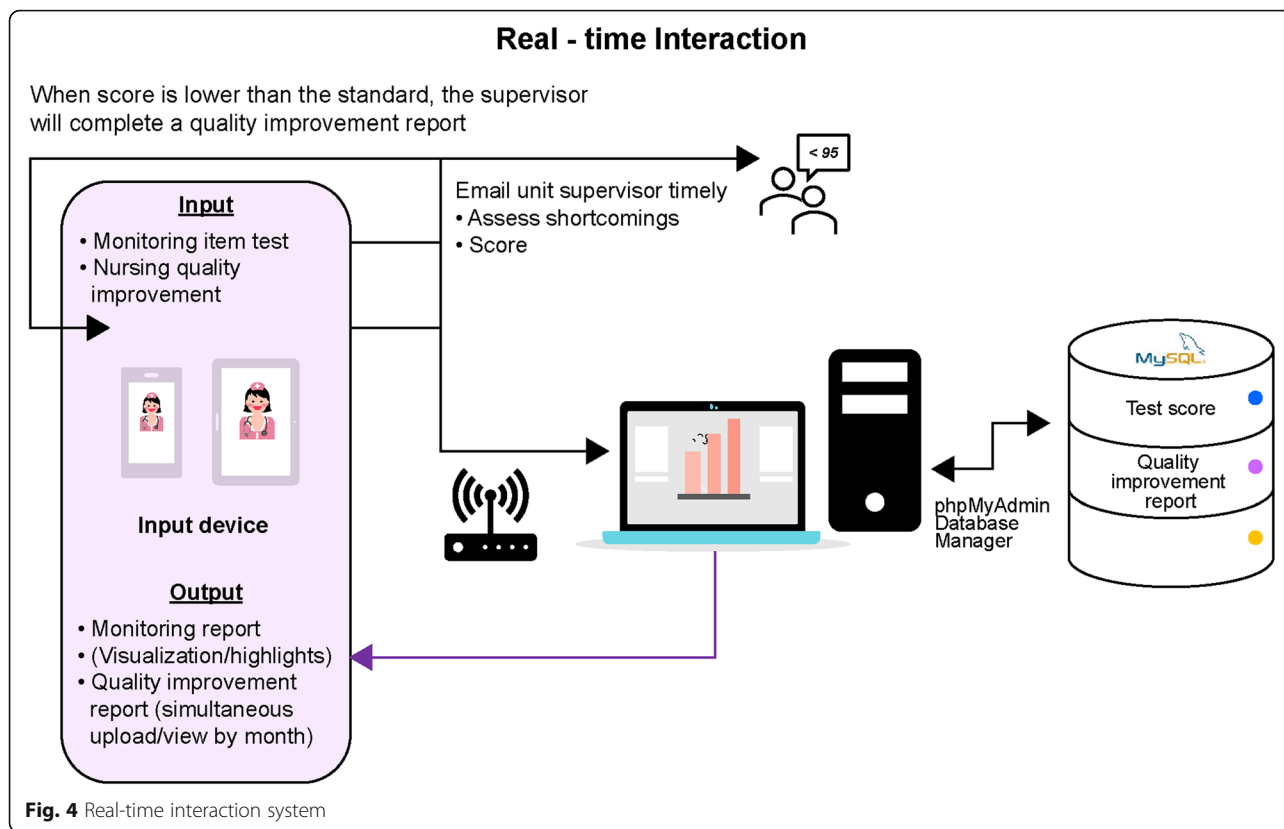 Real - time Interaction
When score is lower than the standard, the supervisor
will complete a quality improvement report
< 95
Email unit supervisor timely
• Assess shortcomings
• Score
Input
• Monitoring item test
• Nursing quality
improvement
Input device
Output
• Monitoring report
• (Visualization/highlights)
• Quality improvement
report (simultaneous
upload/view by month)
phpMyAdmin
Database
Manager
MySQL
Test score
Quality
improvement
report
Fig. 4 Real-time interaction system